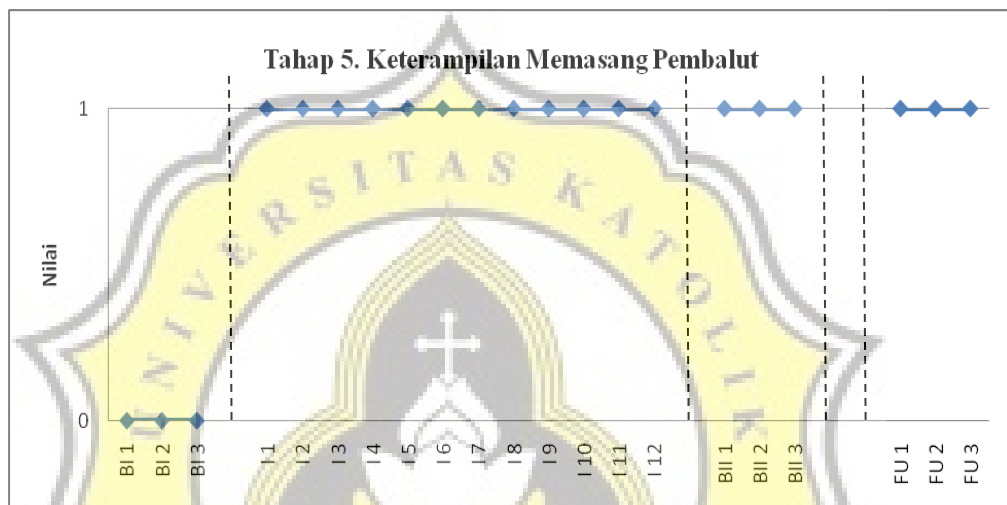 Tahap 5. Keterampilan Memasang Pembalut
1
Nilai
0
BI 1
BI 2
BI 3
I 1
I 2
I 3
I 4
I 5
I 6
I 7
I 8
I 9
I 10
I 11
I 12
BII 1
BII 2
BII 3
FU 1
FU 2
FU 3
UNIVERSITAS KATOLIK